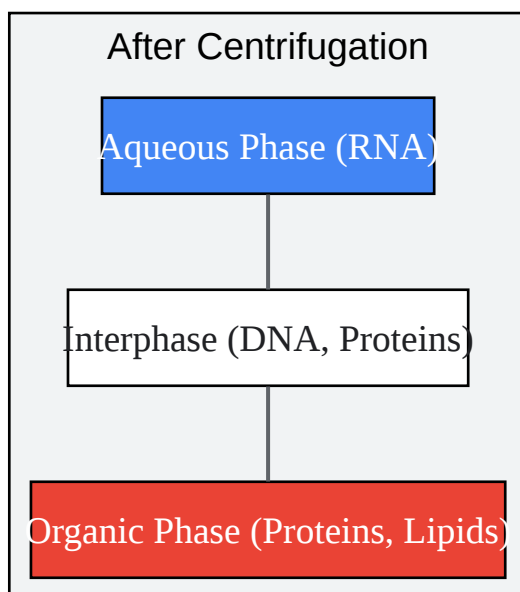 After Centrifugation
Aqueous Phase (RNA)
Interphase (DNA, Proteins)
Organic Phase (Proteins, Lipids)